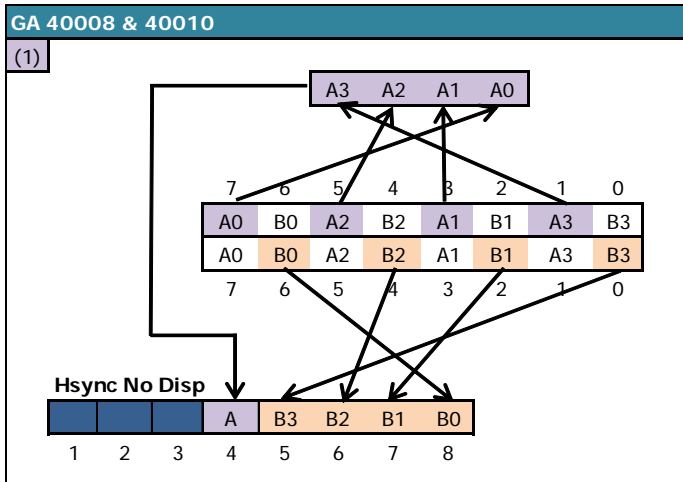 GA 40008 & 40010
(1)
A3 A2 A1 A0
7 6 5 4 3 2 1 0
A0 B0 A2 B2 A1 B1 A3 B3
A0 B0 A2 B2 A1 B1 A3 B3
7 6 5 4 3 2 1 0
Hsync No Disp
A B3 B2 B1 B0
1 2 3 4 5 6 7 8